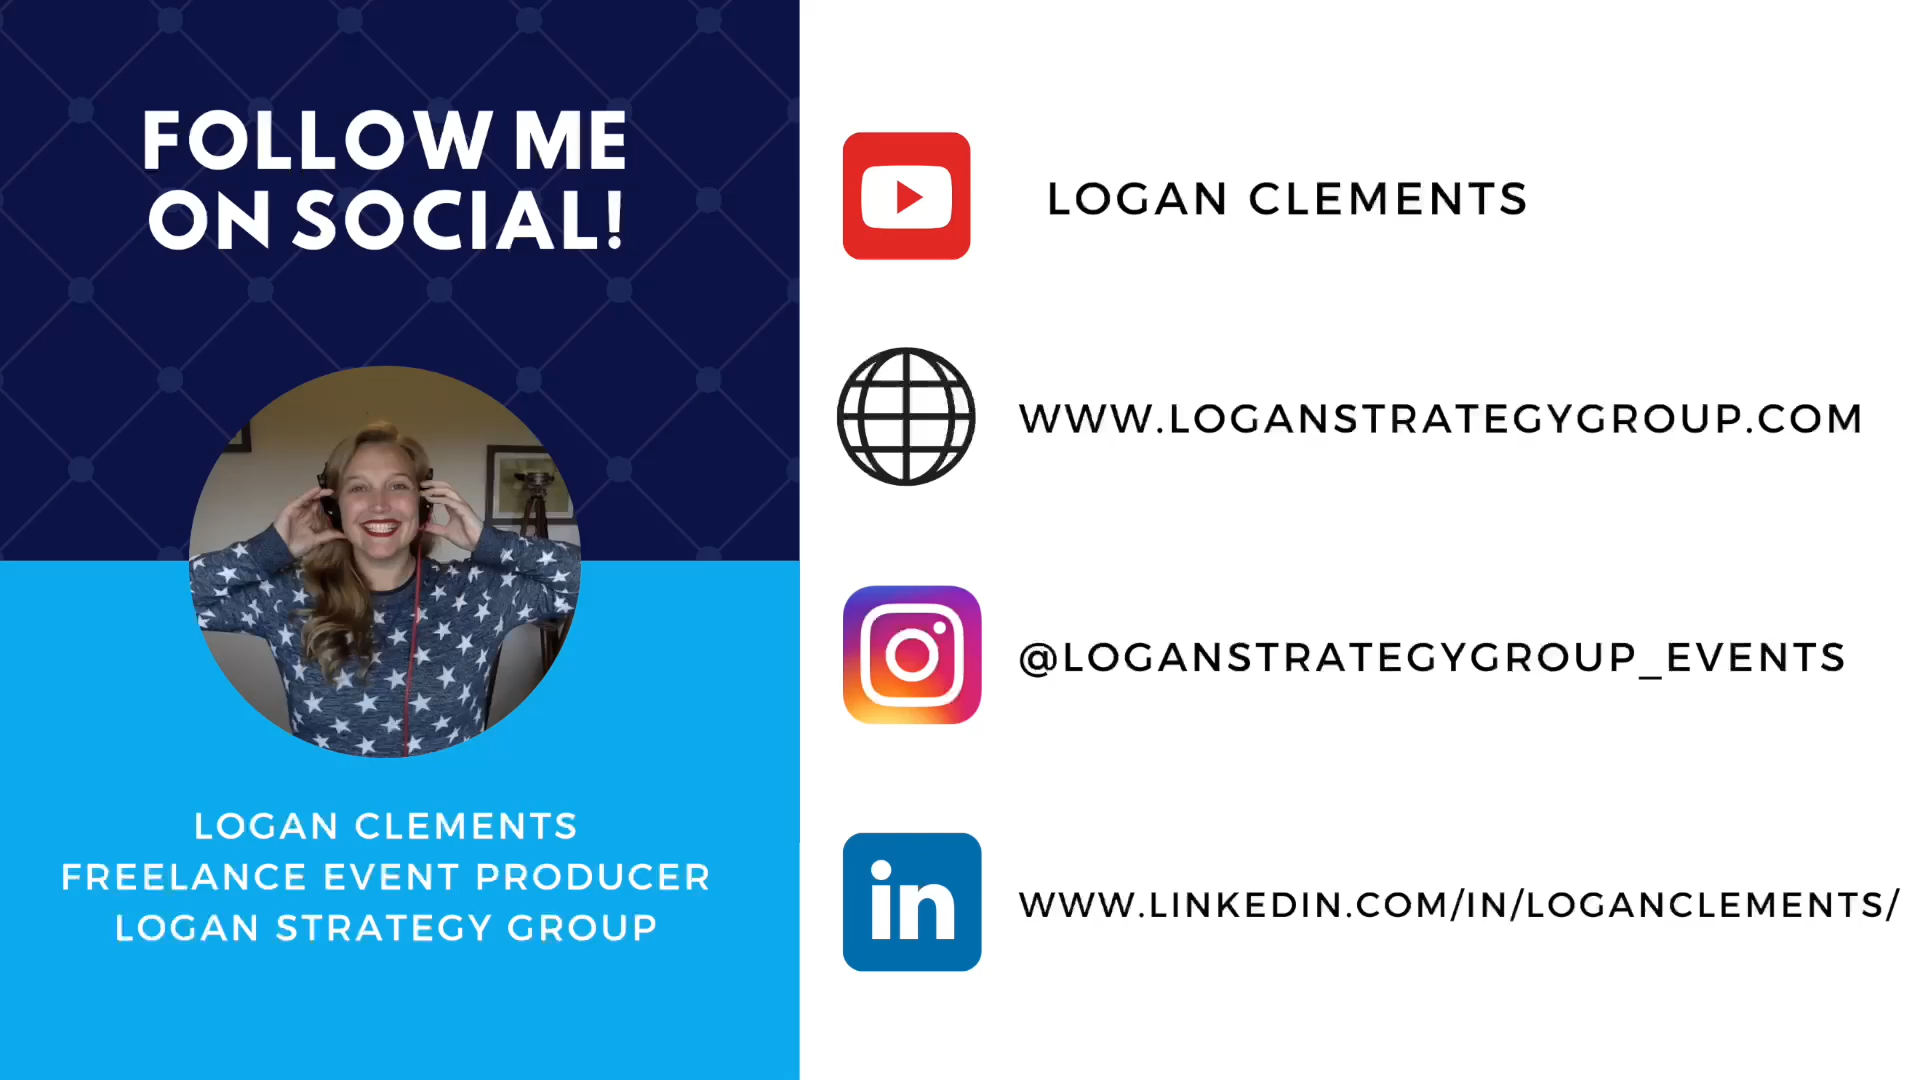 FOLLOW ME
ON SOCIAL!
LOGAN CLEMENTS
FREELANCE EVENT PRODUCER
LOGAN STRATEGY GROUP
LOGAN CLEMENTS
WWW.LOGANSTRATEGYGROUP.COM
@LOGANSTRATEGYGROUP_EVENTS
in
WWW.LINKEDIN.COM/IN/LOGANCLEMENTS/